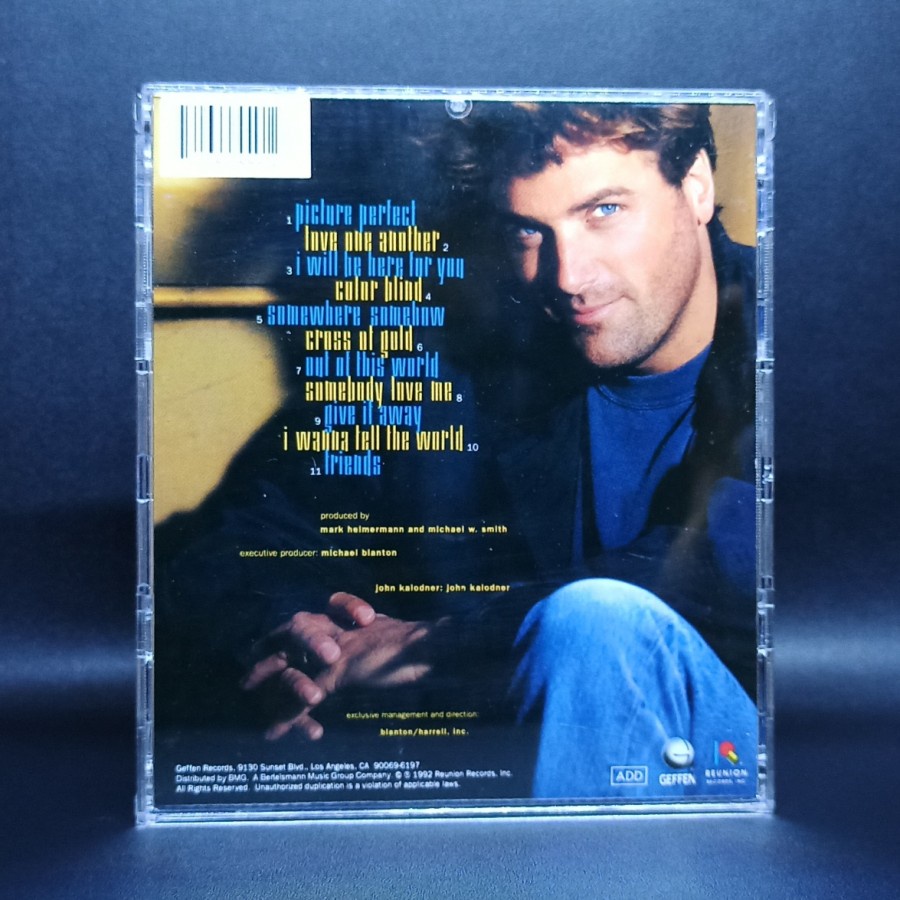 1 picture perfect
love one another 2
3 i will be here for you
color blind 4
5 somewhere somehow
cross of gold 6
7 out of this world
somebody love me 8
9 give it away
i wanna tell the world 10
11 friends
produced by
mark heimermann and michael w. smith
executive producer: michael blanton
john kalodner: john kalodner
exclusive management and direction:
blanton/harrell, inc.
Geffen Records, 9130 Sunset Blvd., Los Angeles, CA 90069-6197
Distributed by BMG. A Bertelsmann Music Group Company. © ℗ 1992 Reunion Records, Inc.
All Rights Reserved. Unauthorized duplication is a violation of applicable laws.
ADD
GEFFEN
REUNION
RECORDS, INC.